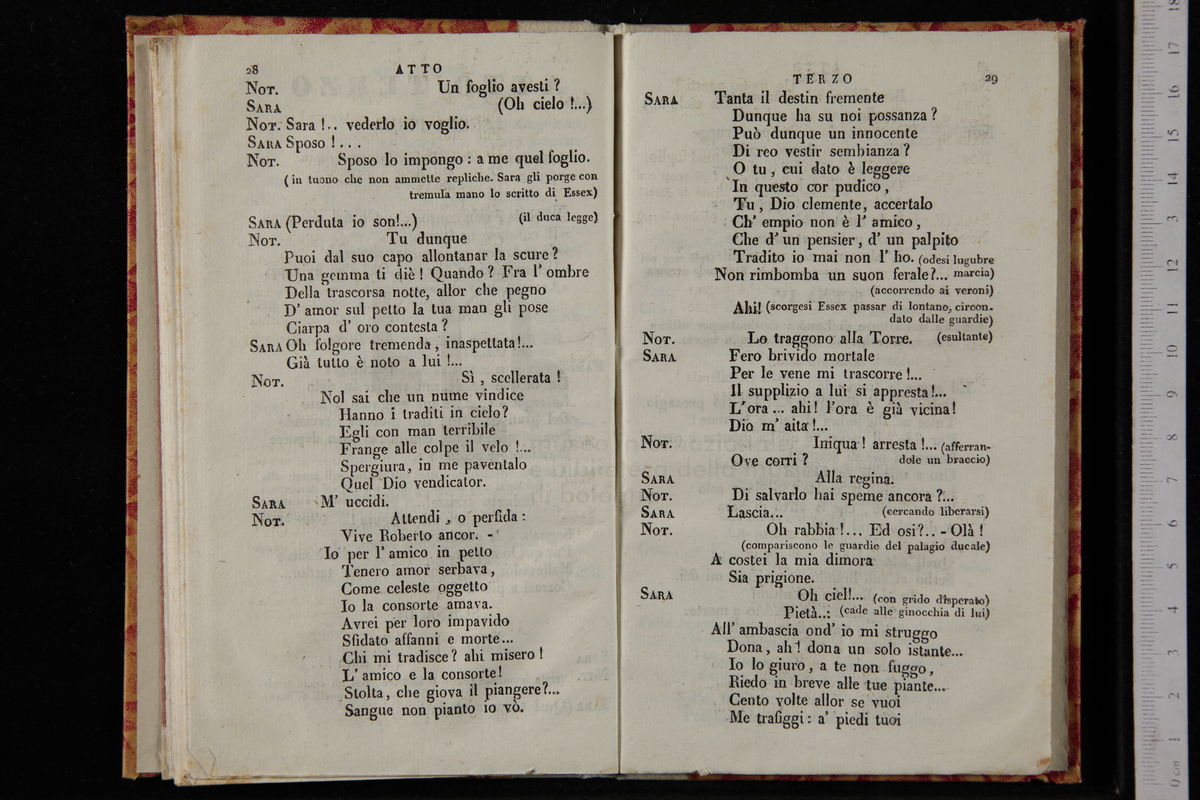 28 ATTO
NOT. Un foglio avesti ?
SARA (Oh cielo !...)
NOT. Sara !.. vederlo io voglio.
SARA Sposo ! . . .
NOT. Sposo lo impongo : a me quel foglio.
( in tuono che non ammette repliche. Sara gli porge con
tremula mano lo scritto di Essex)
SARA (Perduta io son!...) (il duca legge)
NOT. Tu dunque
Puoi dal suo capo allontanar la scure ?
Una gemma ti diè ! Quando ? Fra l' ombre
Della trascorsa notte, allor che pegno
D' amor sul petto la tua man gli pose
Ciarpa d' oro contesta ?
SARA Oh folgore tremenda , inaspettata !...
Già tutto è noto a lui !...
NOT. Sì , scellerata !
Nol sai che un nume vindice
Hanno i traditi in cielo ?
Egli con man terribile
Frange alle colpe il velo !...
Spergiura, in me paventalo
Quel Dio vendicator.
SARA M' uccidi.
NOT. Attendi , o perfida :
Vive Roberto ancor. -
Io per l' amico in petto
Tenero amor serbava ,
Come celeste oggetto
Io la consorte amava.
Avrei per loro impavido
Sfidato affanni e morte...
Chi mi tradisce ? ahi misero !
L' amico e la consorte !
Stolta, che giova il piangere ?...
Sangue non pianto io vò.
TERZO 29
SARA Tanta il destin fremente
Dunque ha su noi possanza ?
Può dunque un innocente
Di reo vestir sembianza ?
O tu , cui dato è leggere
In questo cor pudico ,
Tu , Dio clemente, accertalo
Ch' empio non è l' amico ,
Che d' un pensier , d' un palpito
Tradito io mai non l' ho. (odesi lugubre
Non rimbomba un suon ferale ?... marcia)
(accorrendo ai veroni)
Ahi! (scorgesi Essex passar di lontano, circon-
dato dalle guardie)
NOT. Lo traggono alla Torre. (esultante)
SARA Fero brivido mortale
Per le vene mi trascorre !...
Il supplizio a lui si appresta !...
L' ora ... ahi ! l'ora è già vicina !
Dio m' aita !...
NOT. Iniqua ! arresta !... (afferran-
Ove corri ? dole un braccio)
SARA Alla regina.
NOT. Di salvarlo hai speme ancora ?...
SARA Lascia... (cercando liberarsi)
NOT. Oh rabbia !... Ed osi ?.. - Olà !
(compariscono le guardie del palagio ducale)
A costei la mia dimora
Sia prigione.
SARA Oh ciel!... (con grido disperato)
Pietà..: (cade alle ginocchia di lui)
All' ambascia ond' io mi struggo
Dona , ah ! dona un solo istante...
Io lo giuro , a te non fuggo ,
Riedo in breve alle tue piante...
Cento volte allor se vuoi
Me trafiggi : a' piedi tuoi